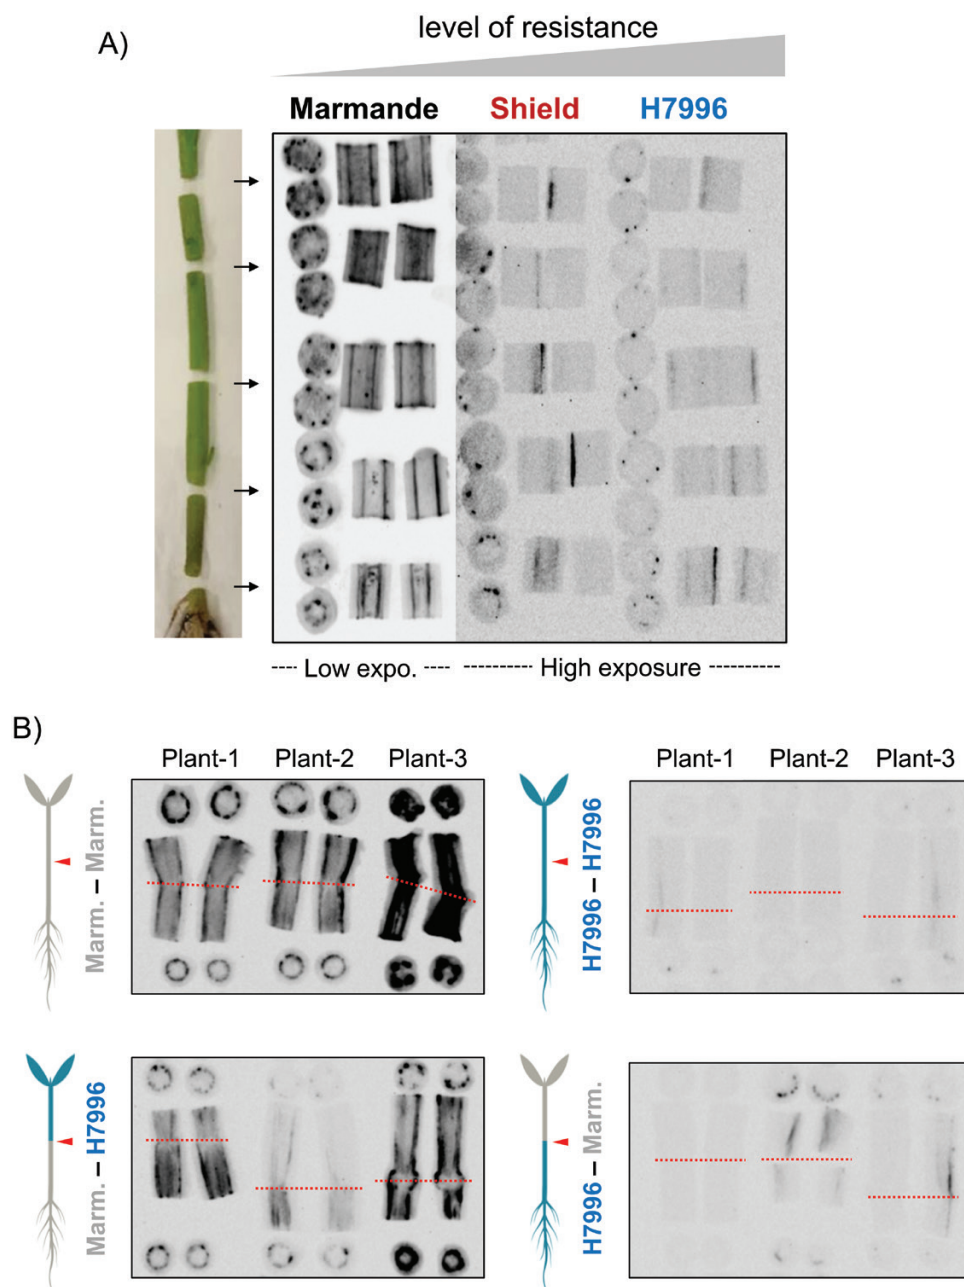 A)
level of resistance
Marmande Shield H7996
---- Low expo. ---- ---------- High exposure ----------
B)
Plant-1 Plant-2 Plant-3 Plant-1 Plant-2 Plant-3
Marm. – Marm.
H7996 – H7996
Marm. – H7996
H7996 – Marm.